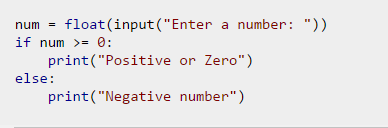 num = float(input("Enter a number: "))
if num >= 0:
    print("Positive or Zero")
else:
    print("Negative number")